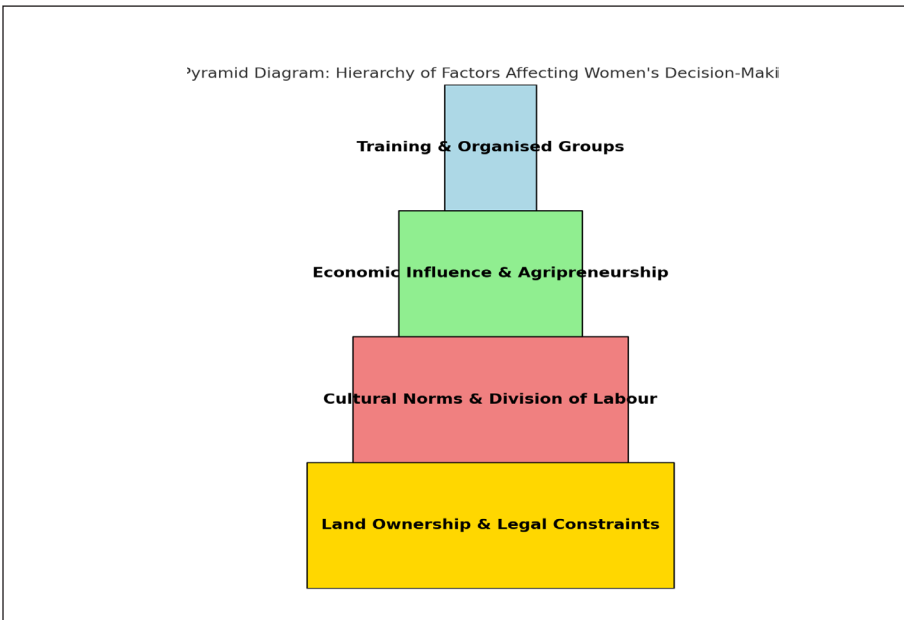 Pyramid Diagram: Hierarchy of Factors Affecting Women's Decision-Maki
Training & Organised Groups
Economic Influence & Agripreneurship
Cultural Norms & Division of Labour
Land Ownership & Legal Constraints